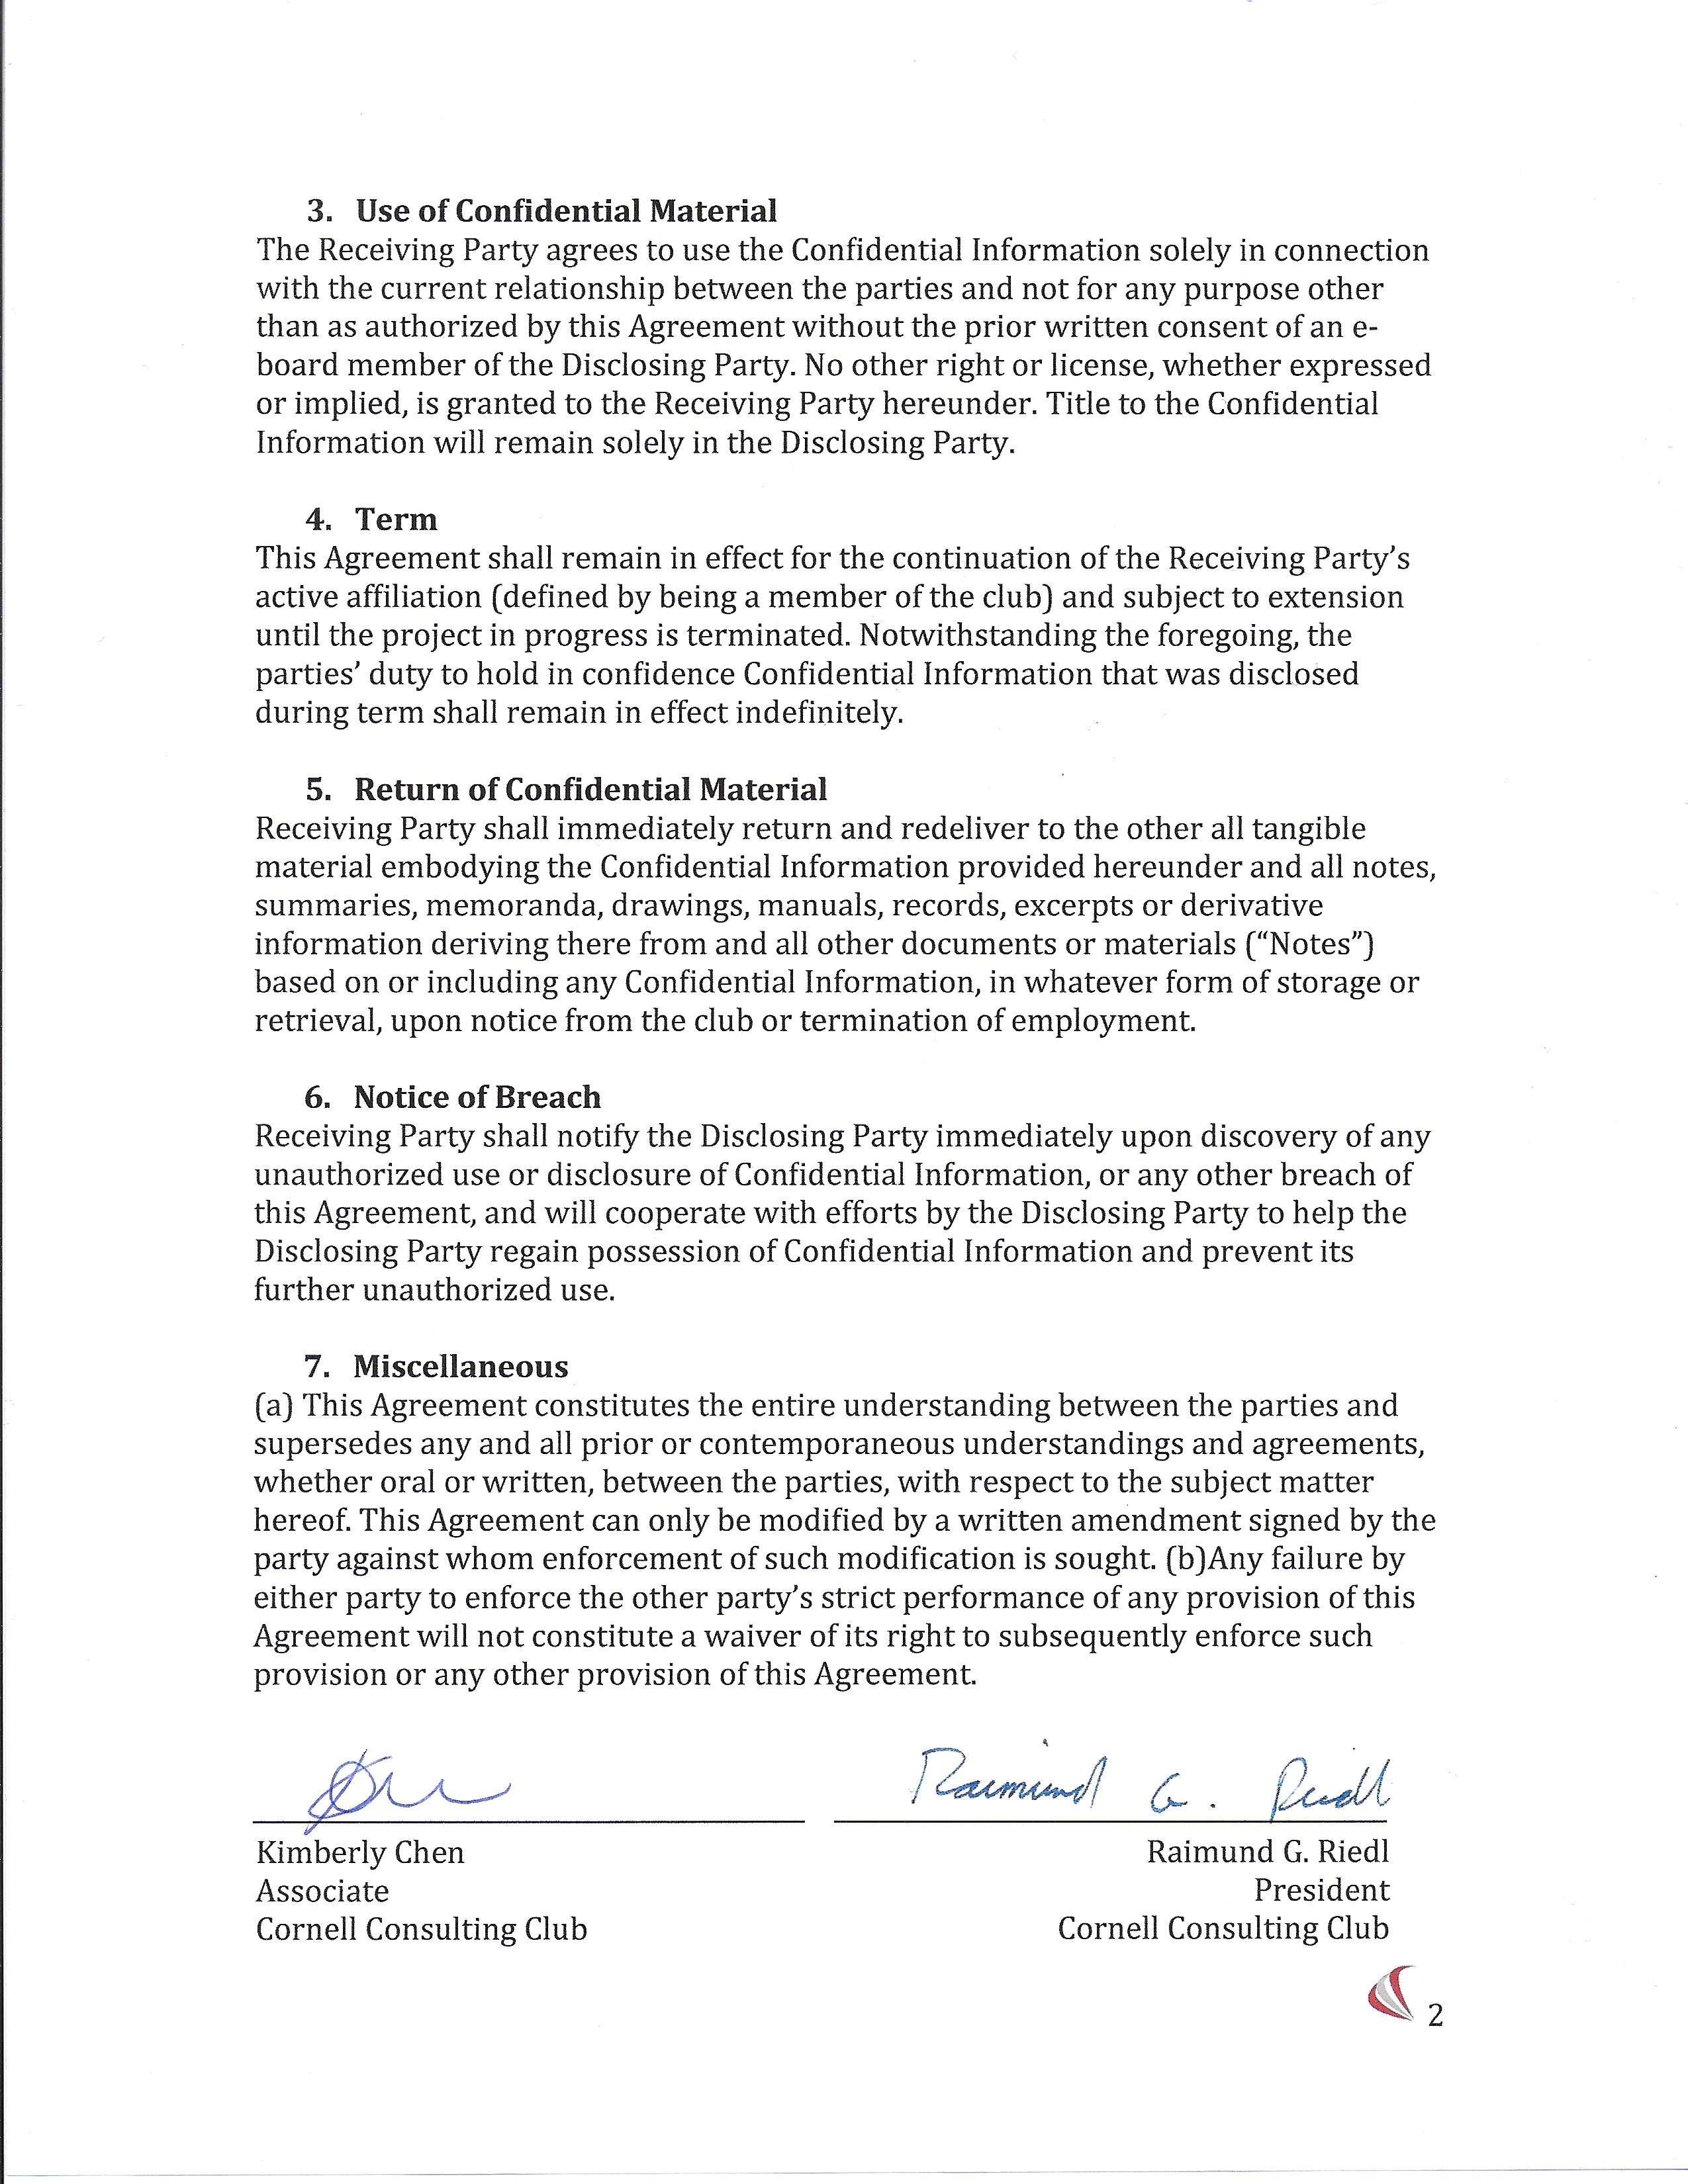 3. Use of Confidential Material
The Receiving Party agrees to use the Confidential Information solely in connection
with the current relationship between the parties and not for any purpose other
than as authorized by this Agreement without the prior written consent of an e-
board member of the Disclosing Party. No other right or license, whether expressed
or implied, is granted to the Receiving Party hereunder. Title to the Confidential
Information will remain solely in the Disclosing Party.
4. Term
This Agreement shall remain in effect for the continuation of the Receiving Party’s
active affiliation (defined by being a member of the club) and subject to extension
until the project in progress is terminated. Notwithstanding the foregoing, the
parties’ duty to hold in confidence Confidential Information that was disclosed
during term shall remain in effect indefinitely.
5. Return of Confidential Material
Receiving Party shall immediately return and redeliver to the other all tangible
material embodying the Confidential Information provided hereunder and all notes,
summaries, memoranda, drawings, manuals, records, excerpts or derivative
information deriving there from and all other documents or materials (“Notes”)
based on or including any Confidential Information, in whatever form of storage or
retrieval, upon notice from the club or termination of employment.
6. Notice of Breach
Receiving Party shall notify the Disclosing Party immediately upon discovery of any
unauthorized use or disclosure of Confidential Information, or any other breach of
this Agreement, and will cooperate with efforts by the Disclosing Party to help the
Disclosing Party regain possession of Confidential Information and prevent its
further unauthorized use.
7. Miscellaneous
(a) This Agreement constitutes the entire understanding between the parties and
supersedes any and all prior or contemporaneous understandings and agreements,
whether oral or written, between the parties, with respect to the subject matter
hereof. This Agreement can only be modified by a written amendment signed by the
party against whom enforcement of such modification is sought. (b)Any failure by
either party to enforce the other party’s strict performance of any provision of this
Agreement will not constitute a waiver of its right to subsequently enforce such
provision or any other provision of this Agreement.
Raimund G. Riedl
Kimberly Chen Raimund G. Riedl
Associate President
Cornell Consulting Club Cornell Consulting Club
2